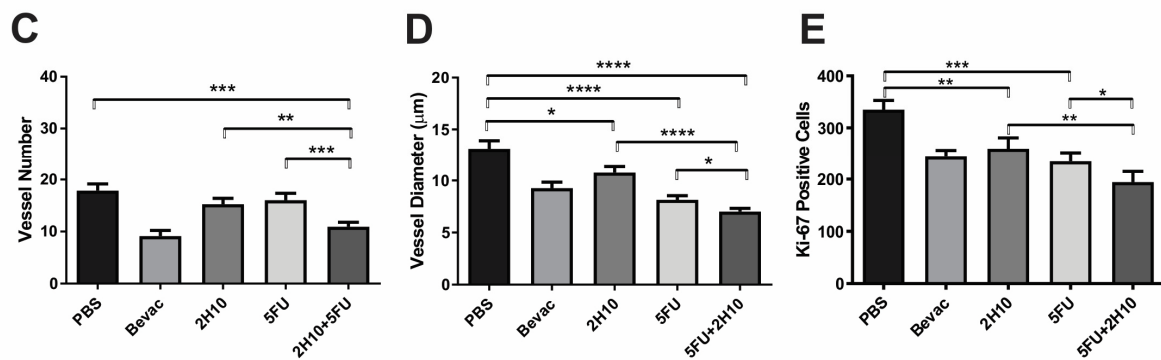 C
Vessel Number
40
30
20
10
0
***
**
***
PBS
Bevac
2H10
5FU
2H10+5FU
D
Vessel Diameter (μm)
20
15
10
5
0
****
****
*
****
*
PBS
Bevac
2H10
5FU
5FU+2H10
E
Ki-67 Positive Cells
400
300
200
100
0
***
**
*
**
PBS
Bevac
2H10
5FU
5FU+2H10